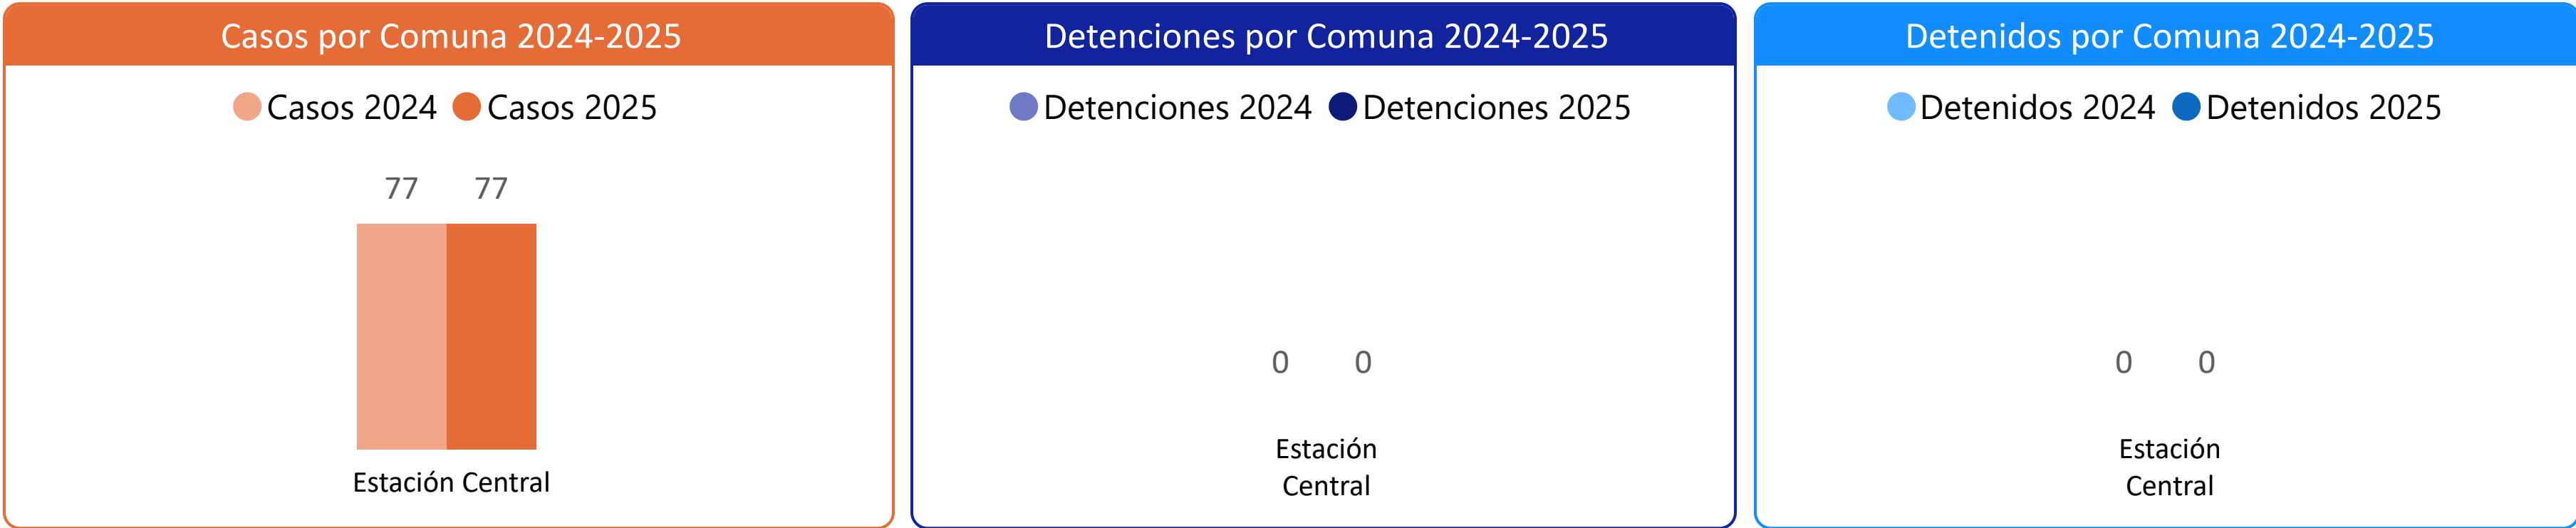 Casos por Comuna 2024-2025
Casos 2024 Casos 2025
77 77
Estación Central
Detenciones por Comuna 2024-2025
Detenciones 2024 Detenciones 2025
0 0
Estación
Central
Detenidos por Comuna 2024-2025
Detenidos 2024 Detenidos 2025
0 0
Estación
Central